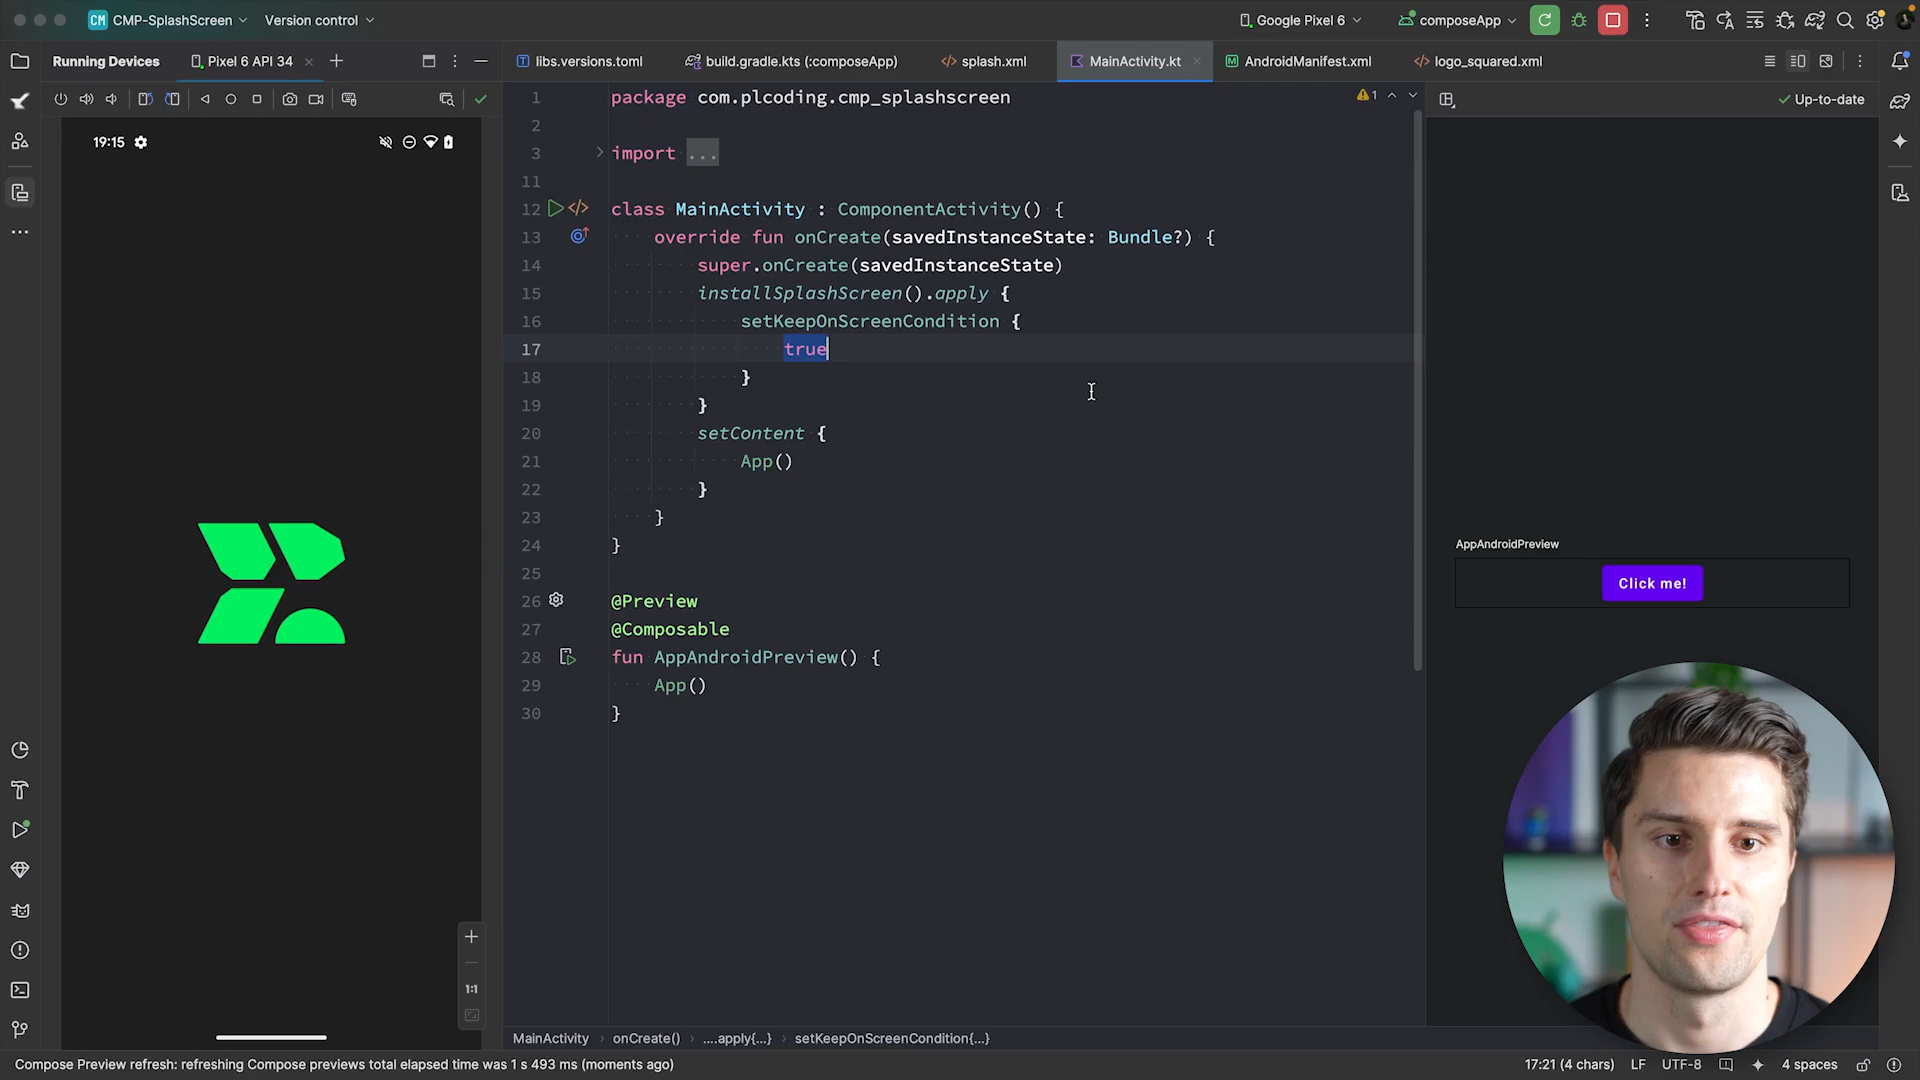 CM CMP-SplashScreen Version control Google Pixel 6 composeApp
Running Devices Pixel 6 API 34 libs.versions.toml build.gradle.kts (:composeApp) splash.xml MainActivity.kt AndroidManifest.xml logo_squared.xml
Up-to-date
19:15
1 package com.plcoding.cmp_splashscreen
1
2
3 import ...
11
12 class MainActivity : ComponentActivity() {
13 override fun onCreate(savedInstanceState: Bundle?) {
14 super.onCreate(savedInstanceState)
15 installSplashScreen().apply {
16 setKeepOnScreenCondition {
17 true
18 }
19 }
20 setContent {
21 App()
22 }
23 }
24 }
25
26 @Preview
27 @Composable
28 fun AppAndroidPreview() {
29 App()
30 }
AppAndroidPreview
Click me!
1:1
MainActivity onCreate() ....apply{...} setKeepOnScreenCondition{...}
Compose Preview refresh: refreshing Compose previews total elapsed time was 1 s 493 ms (moments ago) 17:21 (4 chars) LF UTF-8 4 spaces